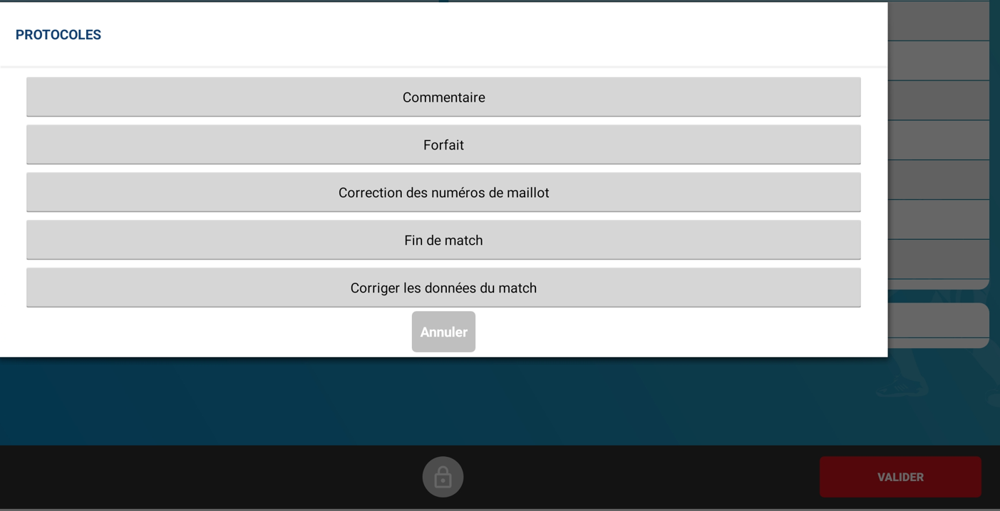 PROTOCOLES
Commentaire
Forfait
Correction des numéros de maillot
Fin de match
Corriger les données du match
Annuler
VALIDER